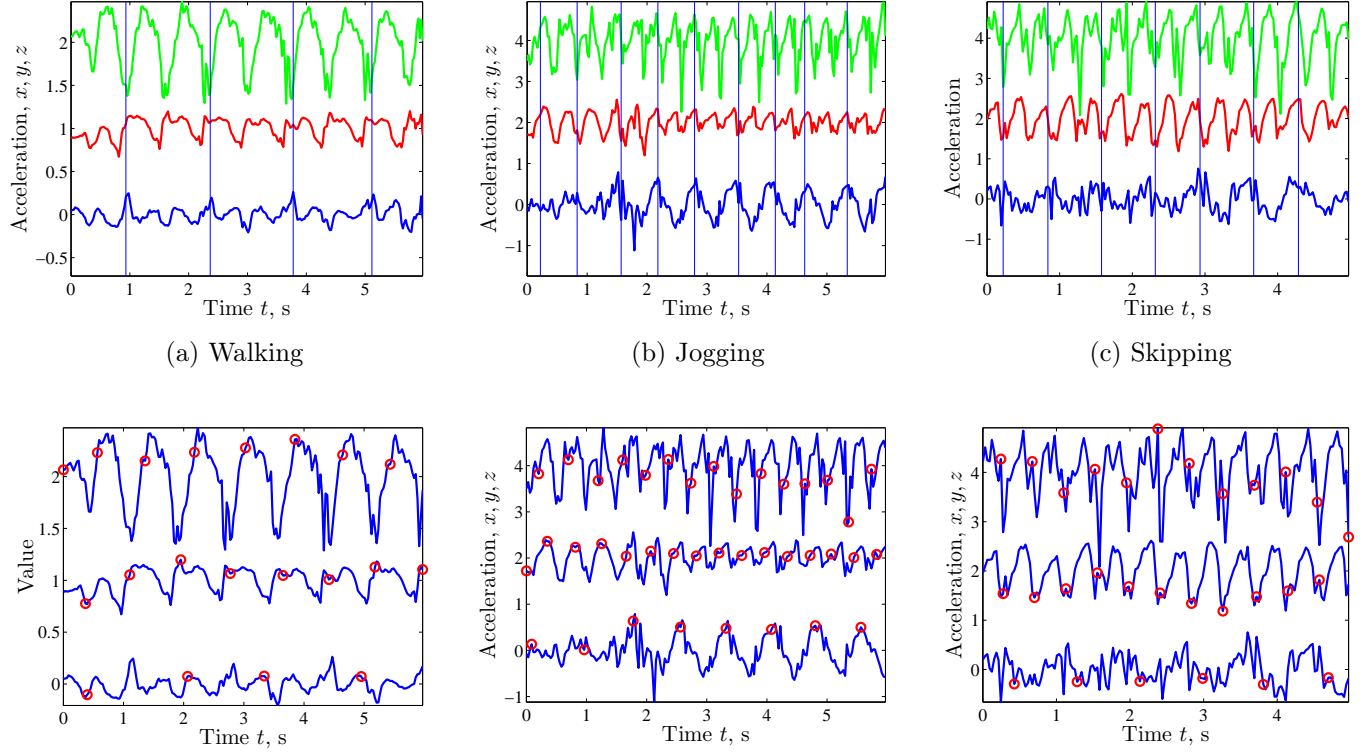 Acceleration, x, y, z
2
1.5
1
0.5
0
−0.5
0 1 2 3 4 5
Time t, s
(a) Walking
Acceleration, x, y, z
4
3
2
1
0
−1
0 1 2 3 4 5
Time t, s
(b) Jogging
Acceleration
4
3
2
1
0
−1
0 1 2 3 4
Time t, s
(c) Skipping
Value
2
1.5
1
0.5
0
0 1 2 3 4 5
Time t, s
Acceleration, x, y, z
4
3
2
1
0
−1
0 1 2 3 4 5
Time t, s
Acceleration, x, y, z
4
3
2
1
0
0 1 2 3 4
Time t, s